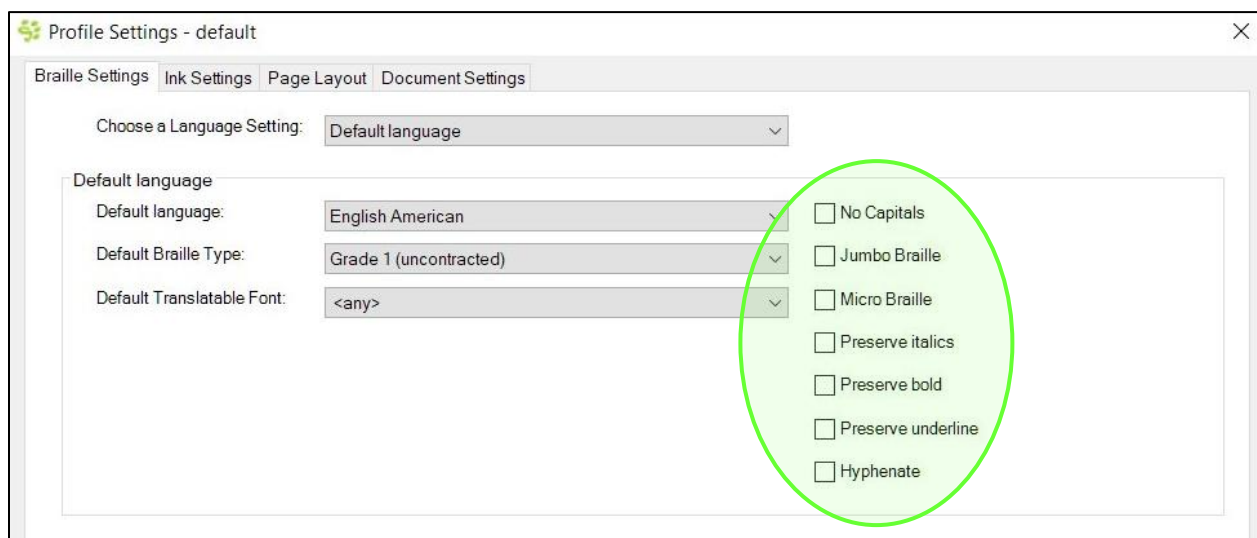 Profile Settings - default
Braille Settings Ink Settings Page Layout Document Settings
Choose a Language Setting: Default language
Default language
Default language: English American No Capitals
Default Braille Type: Grade 1 (uncontracted) Jumbo Braille
Default Translatable Font: <any> Micro Braille
Preserve italics
Preserve bold
Preserve underline
Hyphenate